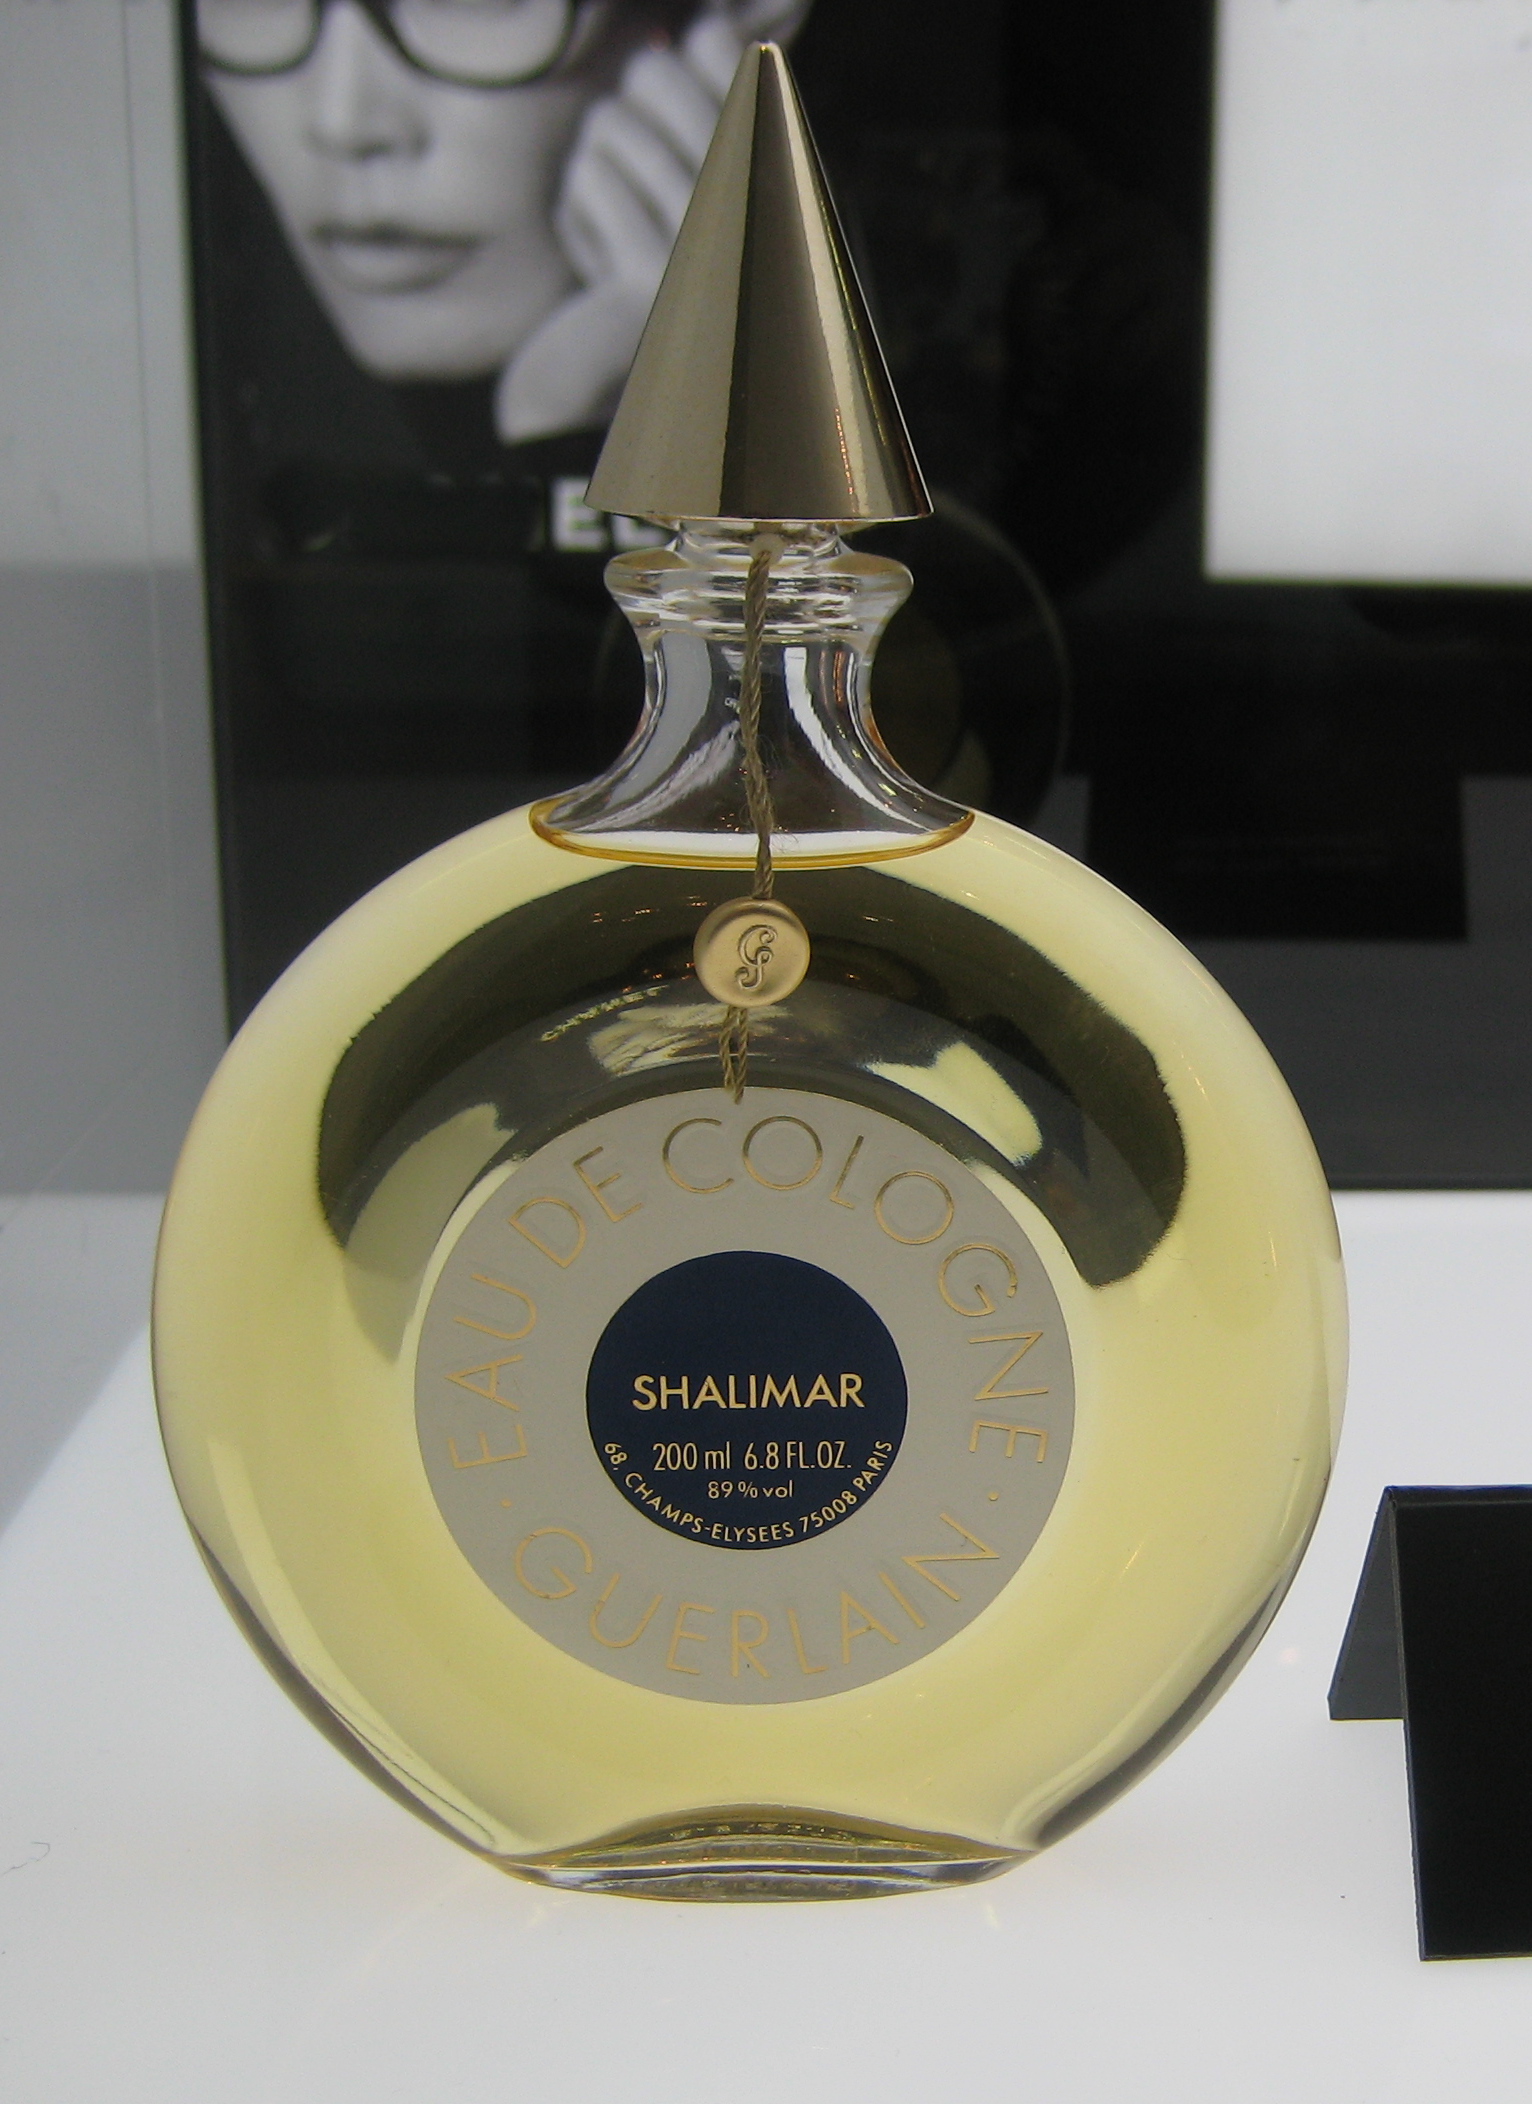 EAU DE COLOGNE
SHALIMAR
200 ml 6.8 FL.OZ.
89 % vol
68, CHAMPS-ELYSEES 75008 PARIS
· GUERLAIN ·